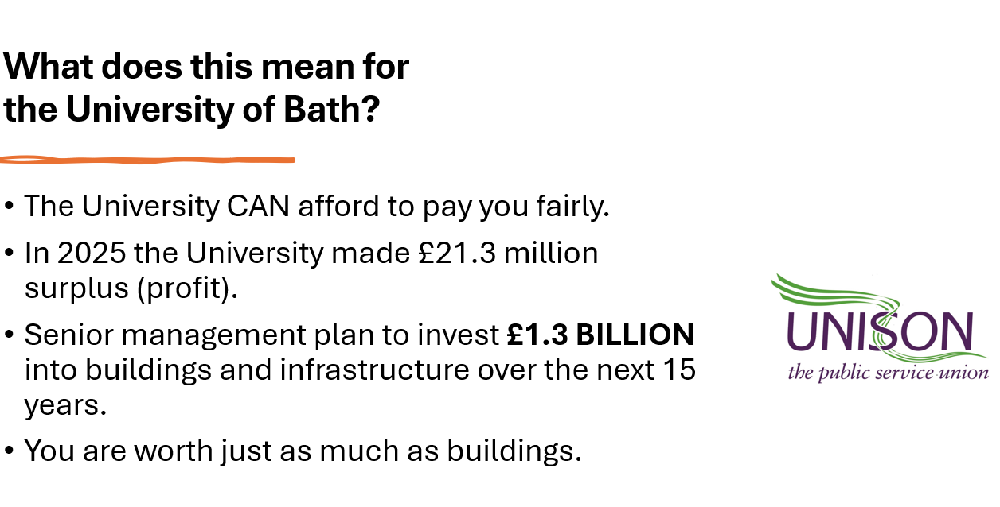 What does this mean for
the University of Bath?
• The University CAN afford to pay you fairly.
• In 2025 the University made £21.3 million
surplus (profit).
• Senior management plan to invest £1.3 BILLION
into buildings and infrastructure over the next 15
years.
• You are worth just as much as buildings.
UNISON
the public service union